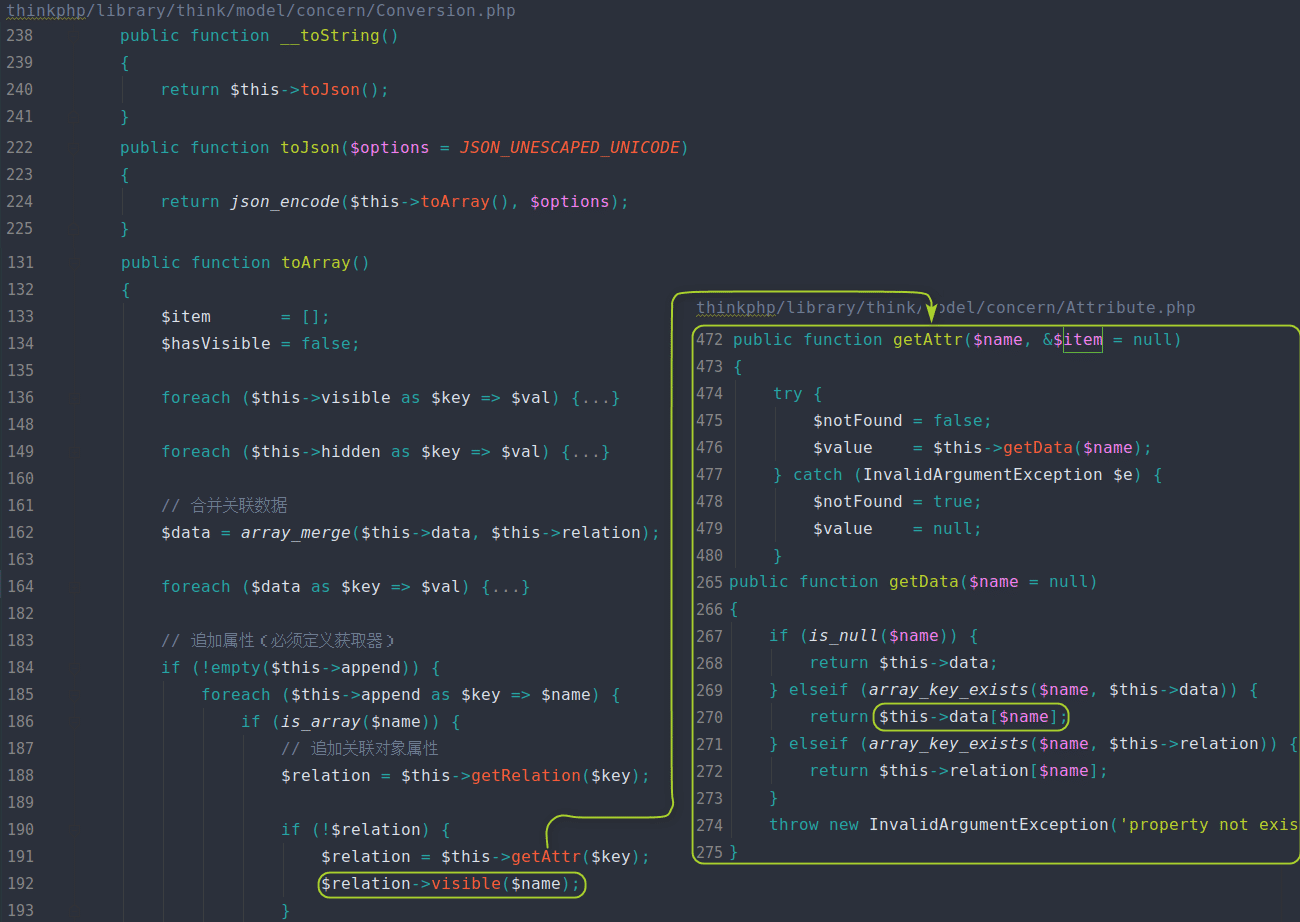 thinkphp/library/think/model/concern/Conversion.php
238 public function __toString()
239 {
240 return $this->toJson();
241 }
222 public function toJson($options = JSON_UNESCAPED_UNICODE)
223 {
224 return json_encode($this->toArray(), $options);
225 }
131 public function toArray()
132 {
133 $item = [];
134 $hasVisible = false;
135
136 foreach ($this->visible as $key => $val) {...}
148
149 foreach ($this->hidden as $key => $val) {...}
160
161 // 合并关联数据
162 $data = array_merge($this->data, $this->relation);
163
164 foreach ($data as $key => $val) {...}
182
183 // 追加属性（必须定义获取器）
184 if (!empty($this->append)) {
185 foreach ($this->append as $key => $name) {
186 if (is_array($name)) {
187 // 追加关联对象属性
188 $relation = $this->getRelation($key);
189
190 if (!$relation) {
191 $relation = $this->getAttr($key);
192 $relation->visible($name);
193 }
thinkphp/library/think/model/concern/Attribute.php
472 public function getAttr($name, &$item = null)
473 {
474 try {
475 $notFound = false;
476 $value = $this->getData($name);
477 } catch (InvalidArgumentException $e) {
478 $notFound = true;
479 $value = null;
480 }
265 public function getData($name = null)
266 {
267 if (is_null($name)) {
268 return $this->data;
269 } elseif (array_key_exists($name, $this->data)) {
270 return $this->data[$name];
271 } elseif (array_key_exists($name, $this->relation)) {
272 return $this->relation[$name];
273 }
274 throw new InvalidArgumentException('property not exis
275 }